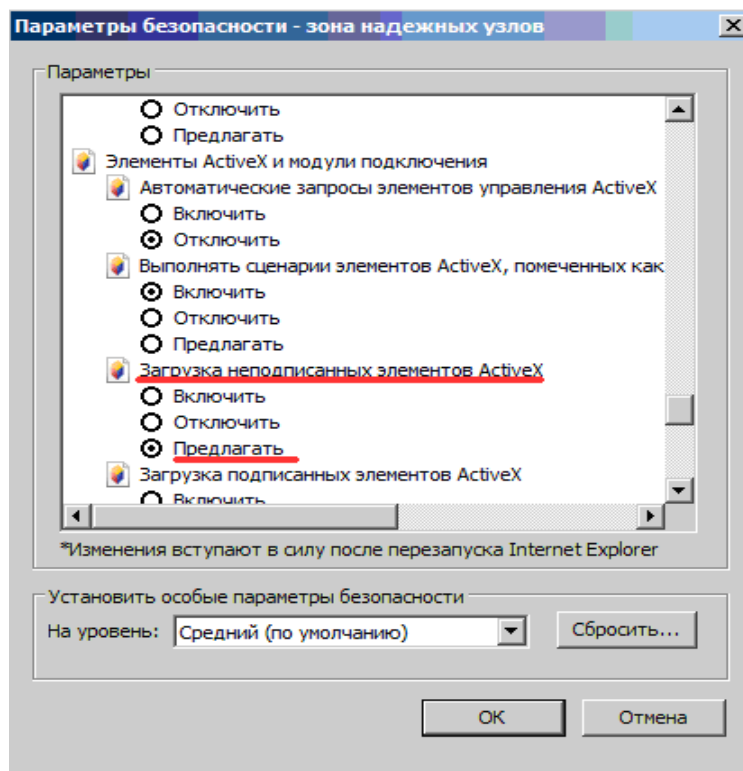 Параметры безопасности - зона надежных узлов
Параметры
Отключить
Предлагать
Элементы ActiveX и модули подключения
Автоматические запросы элементов управления ActiveX
Включить
Отключить
Выполнять сценарии элементов ActiveX, помеченных как
Включить
Отключить
Предлагать
Загрузка неподписанных элементов ActiveX
Включить
Отключить
Предлагать
Загрузка подписанных элементов ActiveX
Включить
*Изменения вступают в силу после перезапуска Internet Explorer
Установить особые параметры безопасности
На уровень: Средний (по умолчанию) Сбросить...
ОК Отмена